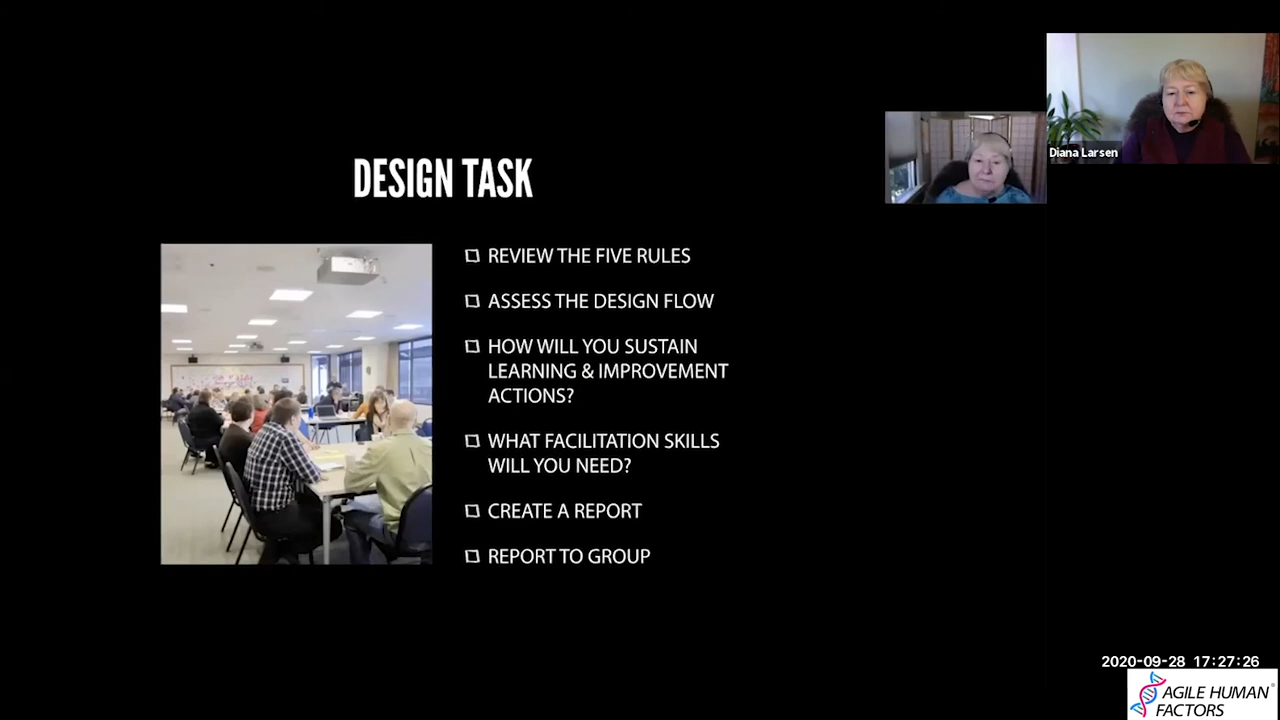 Diana Larsen
DESIGN TASK
REVIEW THE FIVE RULES
ASSESS THE DESIGN FLOW
HOW WILL YOU SUSTAIN
LEARNING & IMPROVEMENT
ACTIONS?
WHAT FACILITATION SKILLS
WILL YOU NEED?
CREATE A REPORT
REPORT TO GROUP
2020-09-28 17:27:26
AGILE HUMAN®
FACTORS